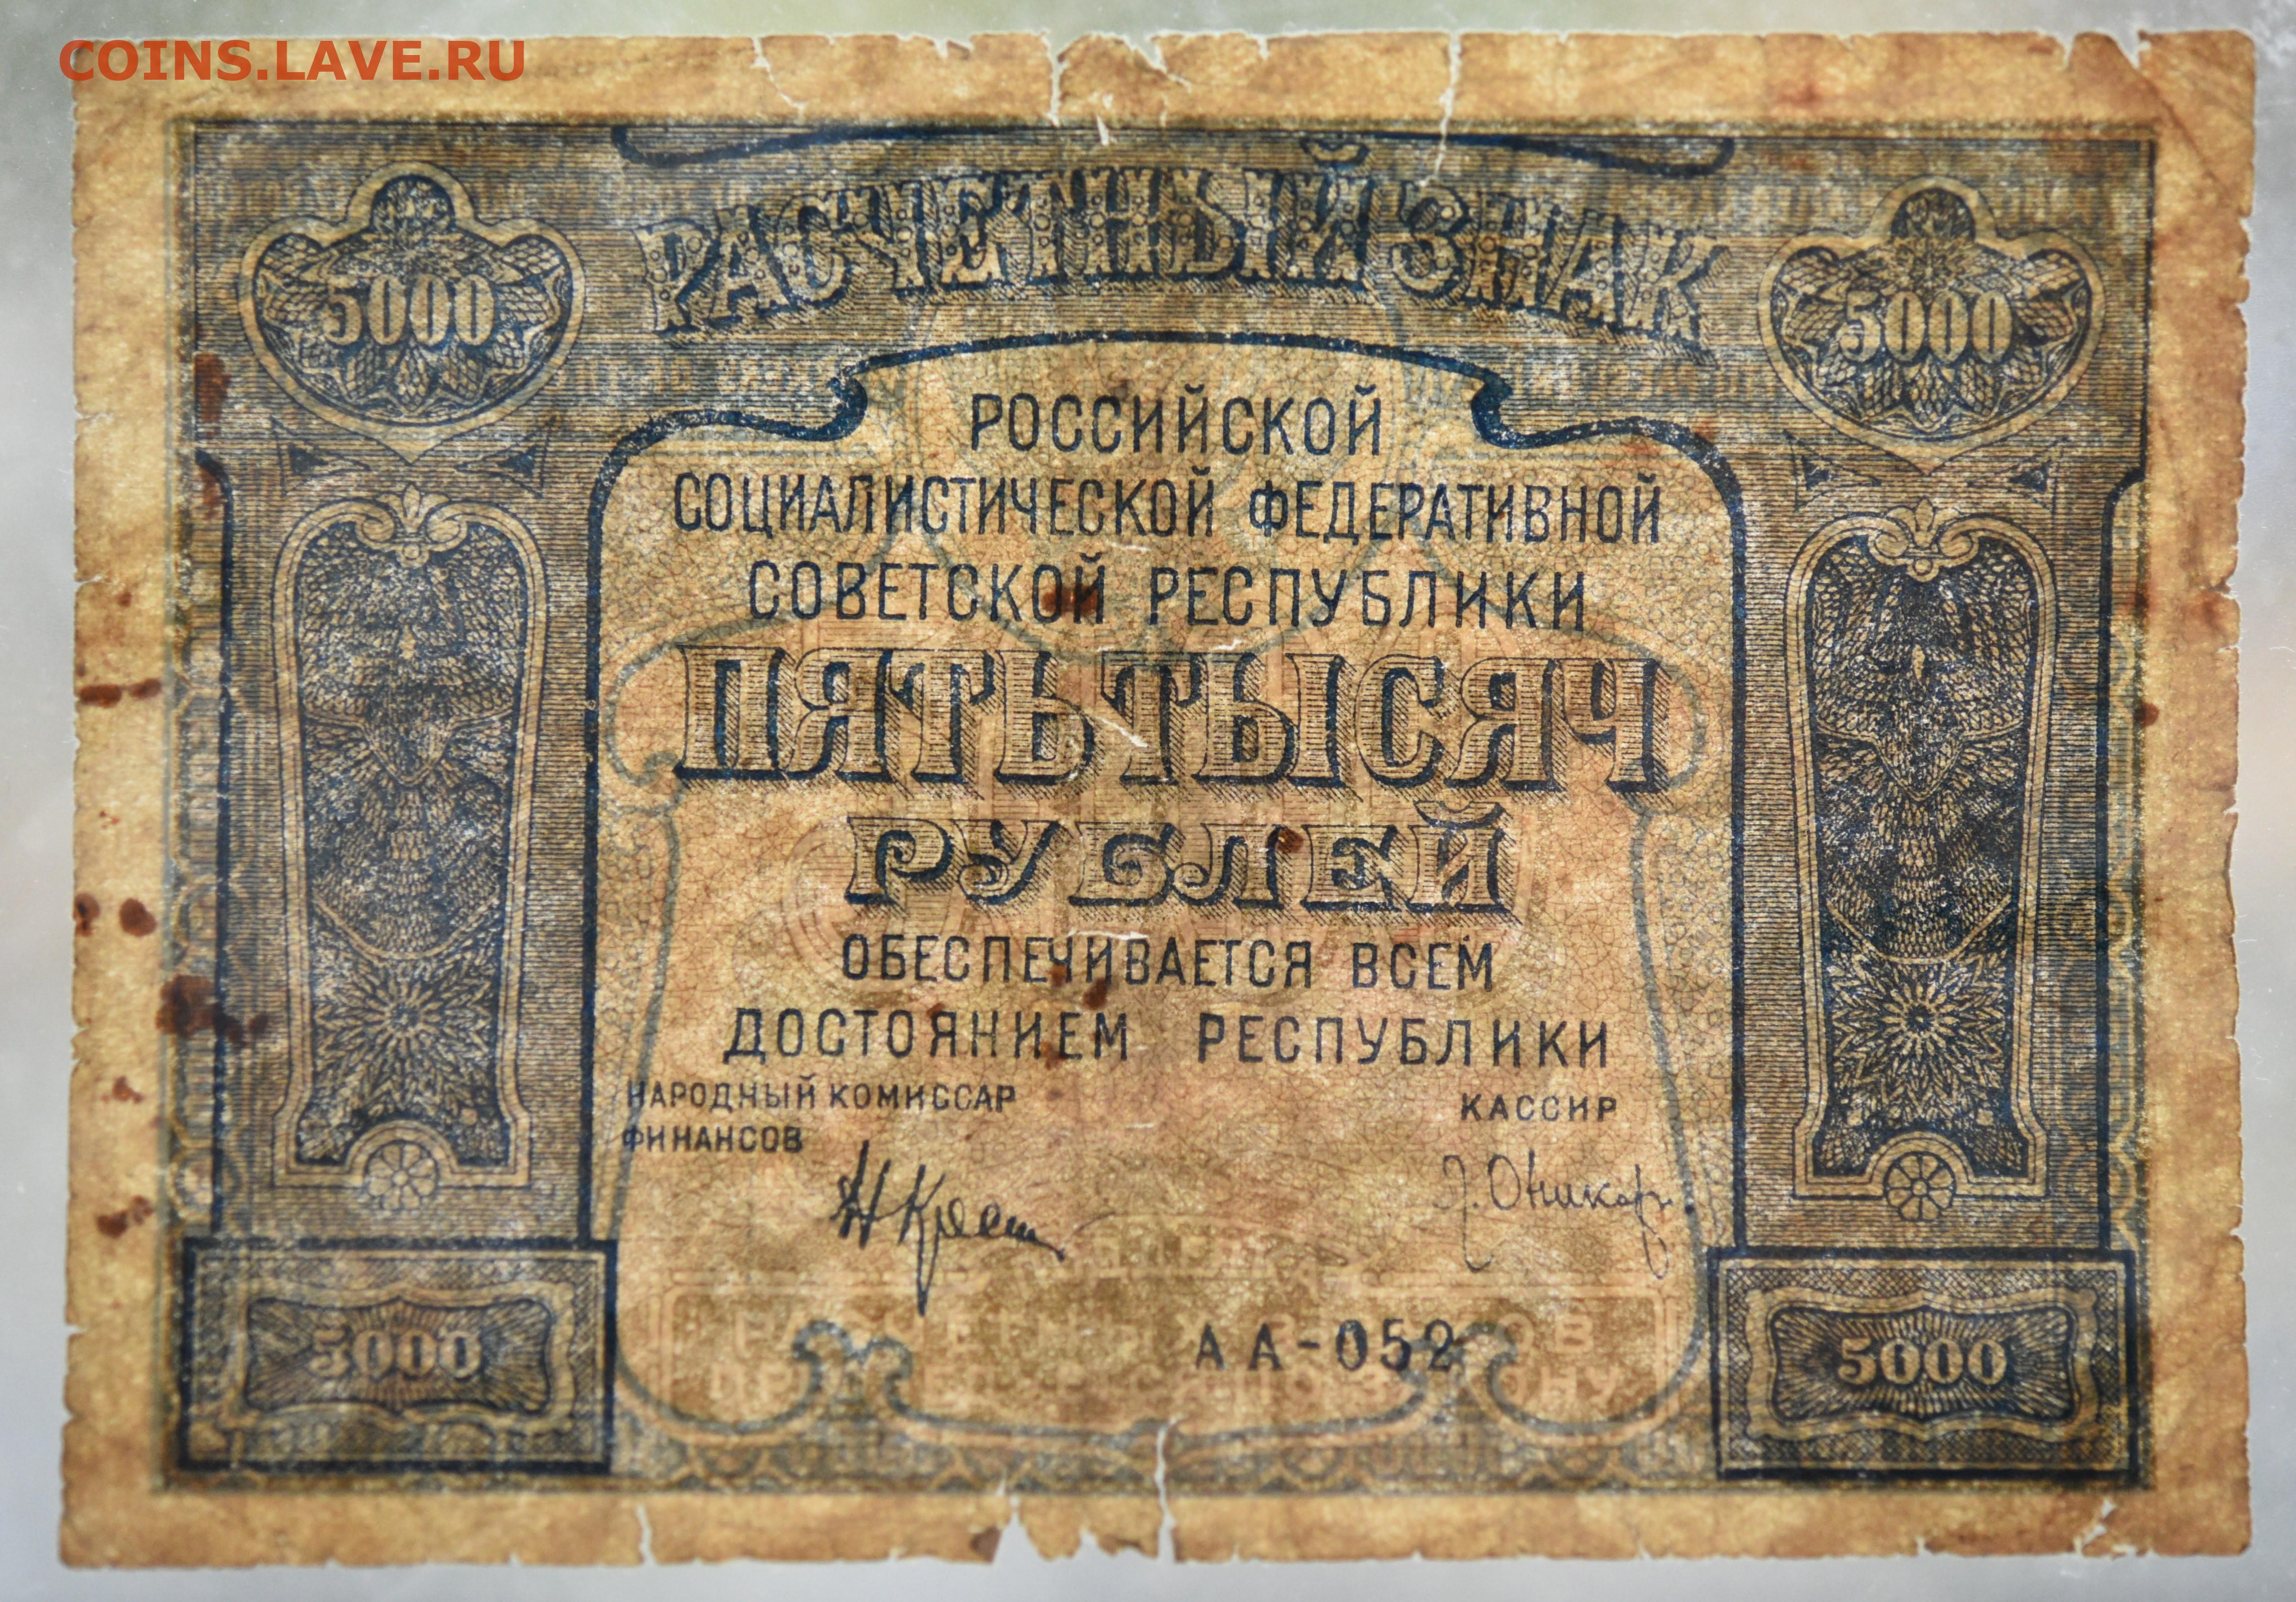 COINS.LAVE.RU
РАСЧЕТНЫЙ ЗНАК
5000 5000
РОССИЙСКОЙ
СОЦИАЛИСТИЧЕСКОЙ ФЕДЕРАТИВНОЙ
СОВЕТСКОЙ РЕСПУБЛИКИ
ПЯТЬ ТЫСЯЧ
РУБЛЕЙ
ОБЕСПЕЧИВАЕТСЯ ВСЕМ
ДОСТОЯНИЕМ РЕСПУБЛИКИ
НАРОДНЫЙ КОМИССАР
ФИНАНСОВ
КАССИР
АА-052
5000 5000